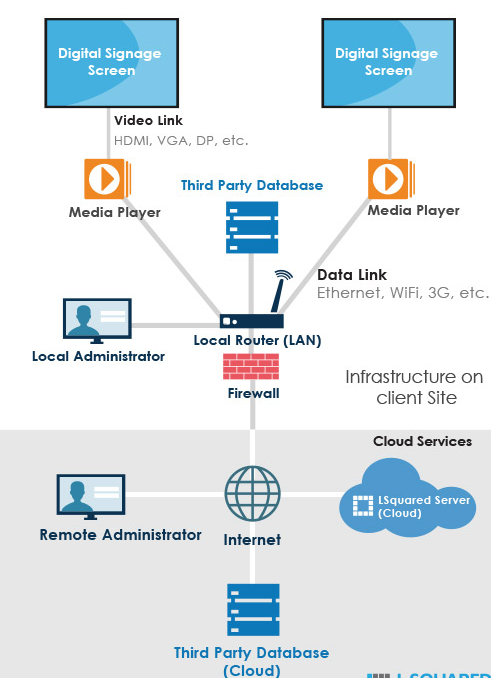 Digital Signage
Screen
Digital Signage
Screen
Video Link
HDMI, VGA, DP, etc.
Third Party Database
Media Player
Media Player
Data Link
Ethernet, WiFi, 3G, etc.
Local Router (LAN)
Local Administrator
Firewall
Infrastructure on
client Site
Cloud Services
LSquared Server
(Cloud)
Remote Administrator
Internet
Third Party Database
(Cloud)
L SQUARED